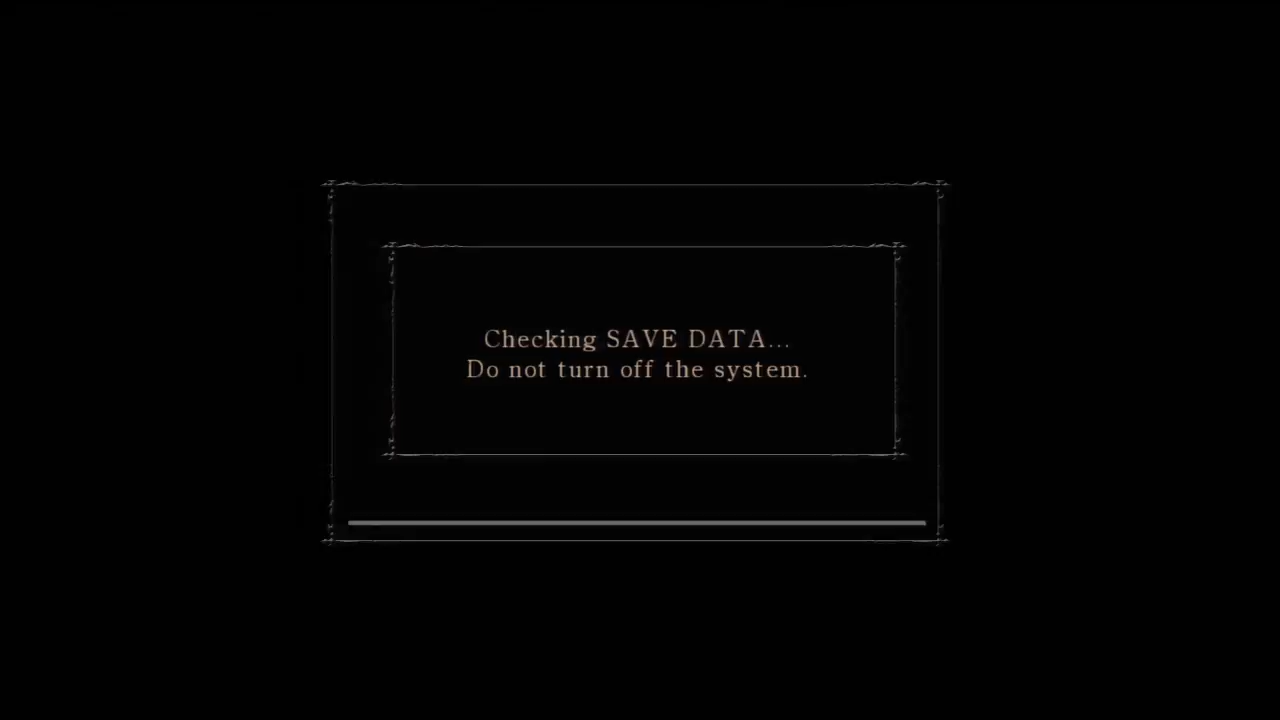 Checking SAVE DATA...
Do not turn off the system.